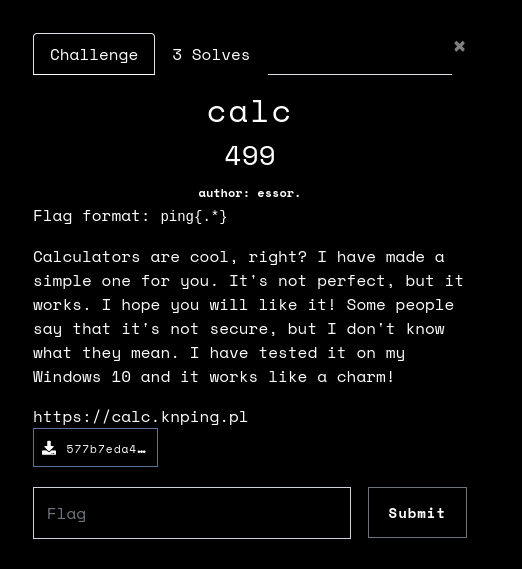 Challenge
3 Solves
×
calc
499
author: essor.
Flag format: ping{.*}
Calculators are cool, right? I have made a
simple one for you. It's not perfect, but it
works. I hope you will like it! Some people
say that it's not secure, but I don't know
what they mean. I have tested it on my
Windows 10 and it works like a charm!
https://calc.knping.pl
577b7eda4…
Flag
Submit